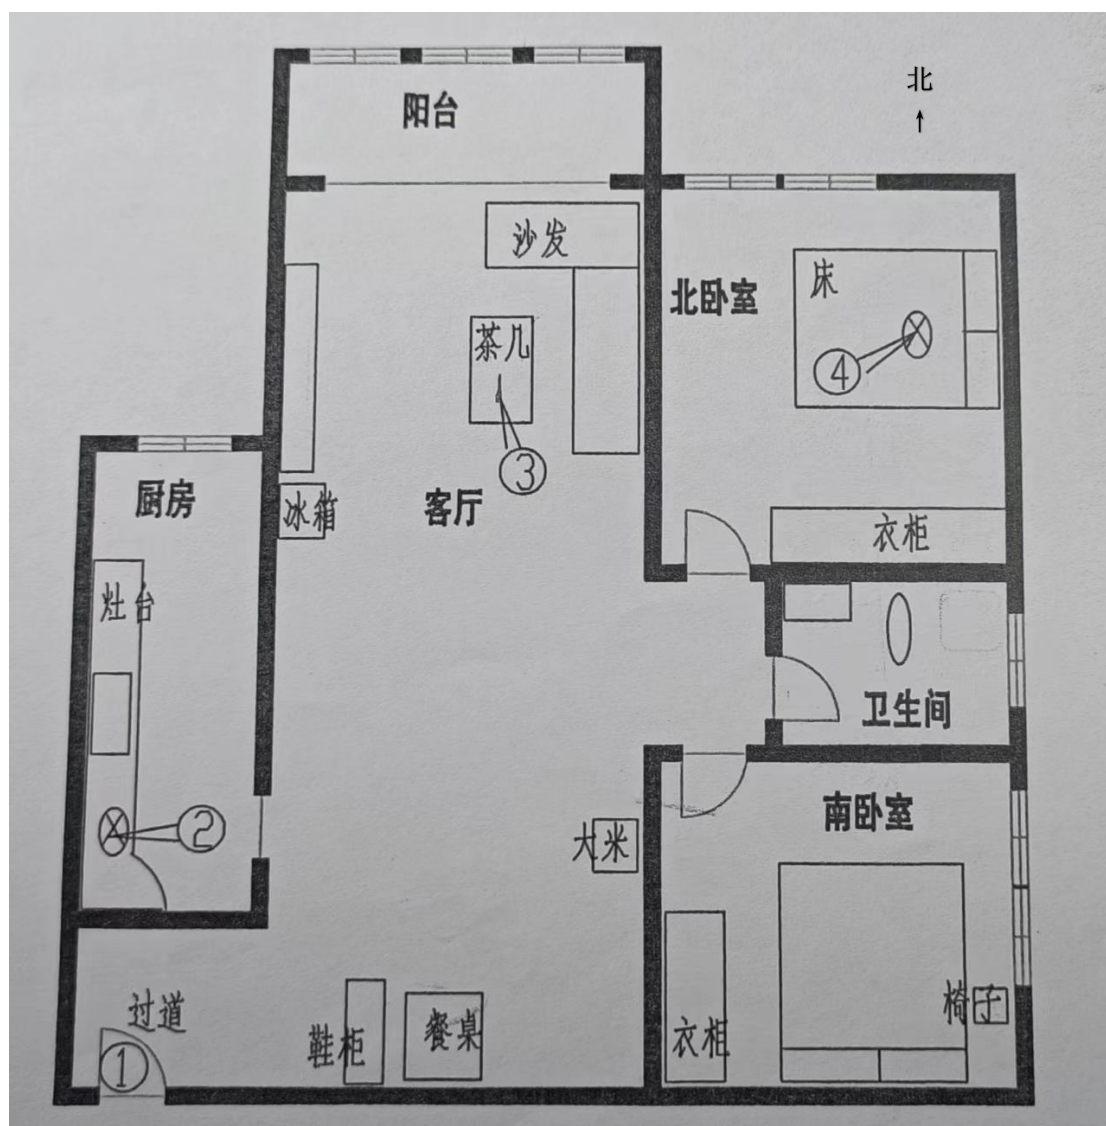 北
↑
阳台
沙发
北卧室
床
茶几
④
③
厨房
冰箱
客厅
衣柜
灶台
卫生间
②
南卧室
大米
过道
椅子
鞋柜
餐桌
衣柜
①